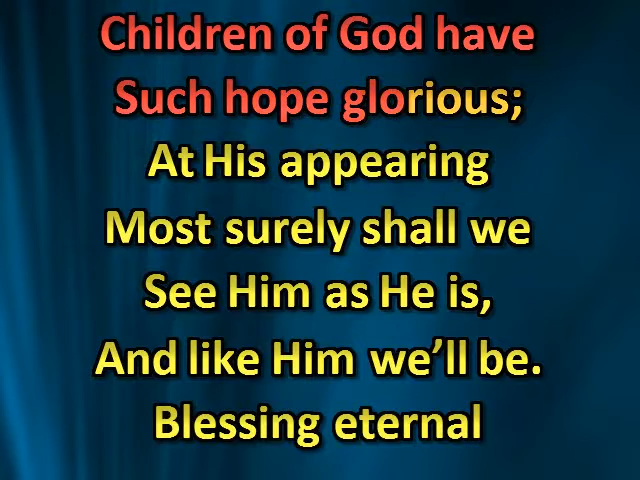 Children of God have
Such hope glorious;
At His appearing
Most surely shall we
See Him as He is,
And like Him we’ll be.
Blessing eternal